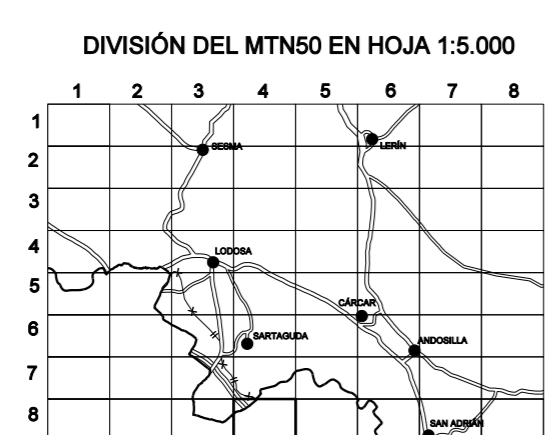 DIVISIÓN DEL MTN50 EN HOJA 1:5.000
1 2 3 4 5 6 7 8
1
LERÍN
2 SESMA
3
4
LODOSA
5
CÁRCAR
6
SARTAGUDA ANDOSILLA
7
8
SAN ADRIÁN